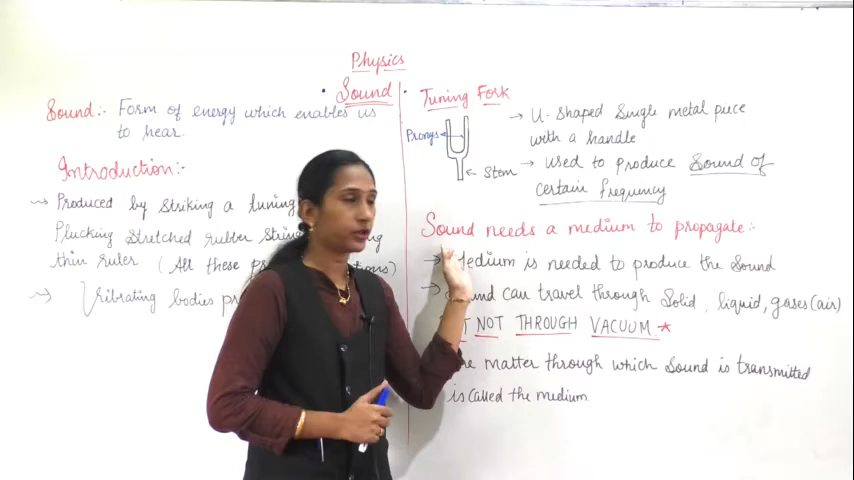 Physics
Sound
Sound:- Form of energy which enables us
to hear.
Introduction:-
Produced by striking a tuning
Plucking Stretched rubber
thin ruler (All these
Vibrating bodies
Tuning Fork
Prongs
Stem
→ U-shaped Single metal piece
with a handle
→ used to produce Sound of
certain frequency
Sound needs a medium to propagate:-
→ Medium is needed to produce the Sound
→ Sound can travel through Solid, liquid, gases (air)
NOT THROUGH VACUUM *
matter through which Sound is transmitted
is called the medium